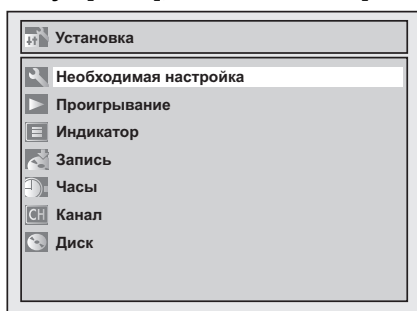 Установка
Необходимая настройка
Проигрывание
Индикатор
Запись
Часы
CH Канал
Диск